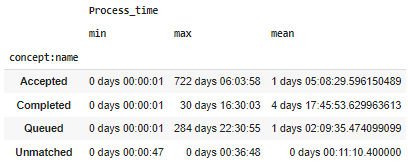 Process_time
min max mean
concept:name
Accepted 0 days 00:00:01 722 days 06:03:58 1 days 05:08:29.596150489
Completed 0 days 00:00:01 30 days 16:30:03 4 days 17:45:53.629963613
Queued 0 days 00:00:01 284 days 22:30:55 1 days 02:09:35.474099099
Unmatched 0 days 00:00:47 0 days 00:36:48 0 days 00:11:10.400000